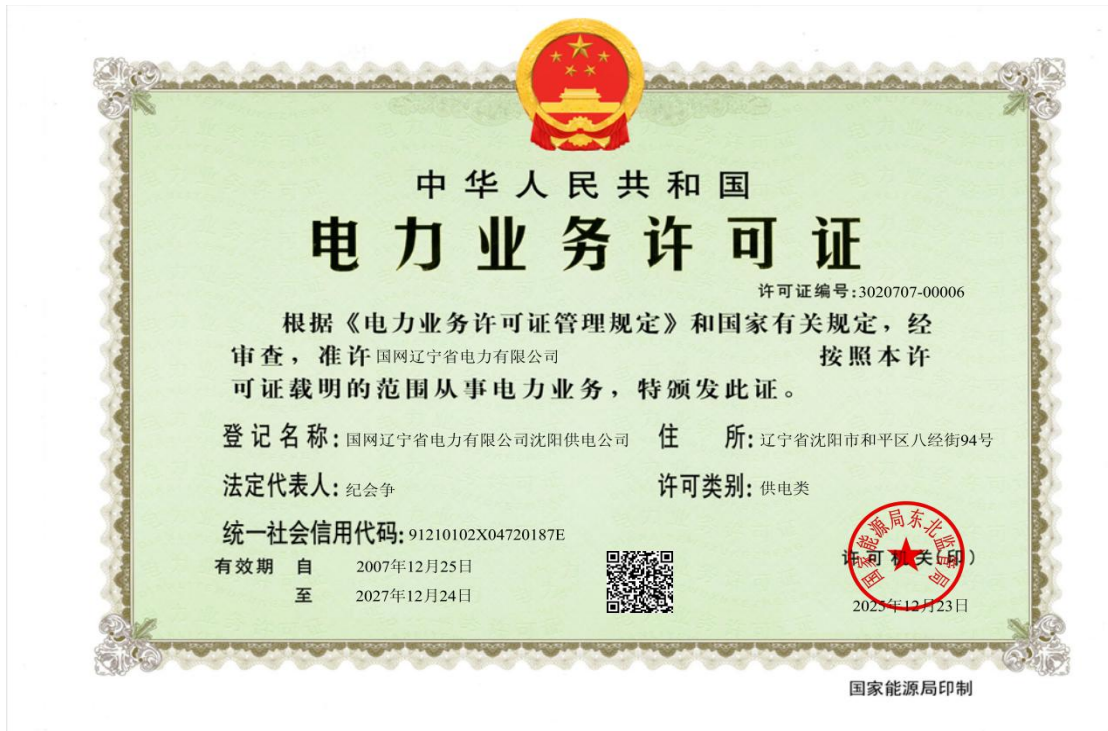 中华人民共和国
电力业务许可证
许可证编号:3020707-00006
根据《电力业务许可证管理规定》和国家有关规定，经
审查，准许国网辽宁省电力有限公司 按照本许
可证载明的范围从事电力业务，特颁发此证。
登记名称:国网辽宁省电力有限公司沈阳供电公司 住 所:辽宁省沈阳市和平区八经街94号
法定代表人:纪会争 许可类别:供电类
统一社会信用代码:91210102X04720187E
有效期 自 2007年12月25日
至 2027年12月24日
许可机关(印)
国家能源局东北监管局
2025年12月23日
国家能源局印制